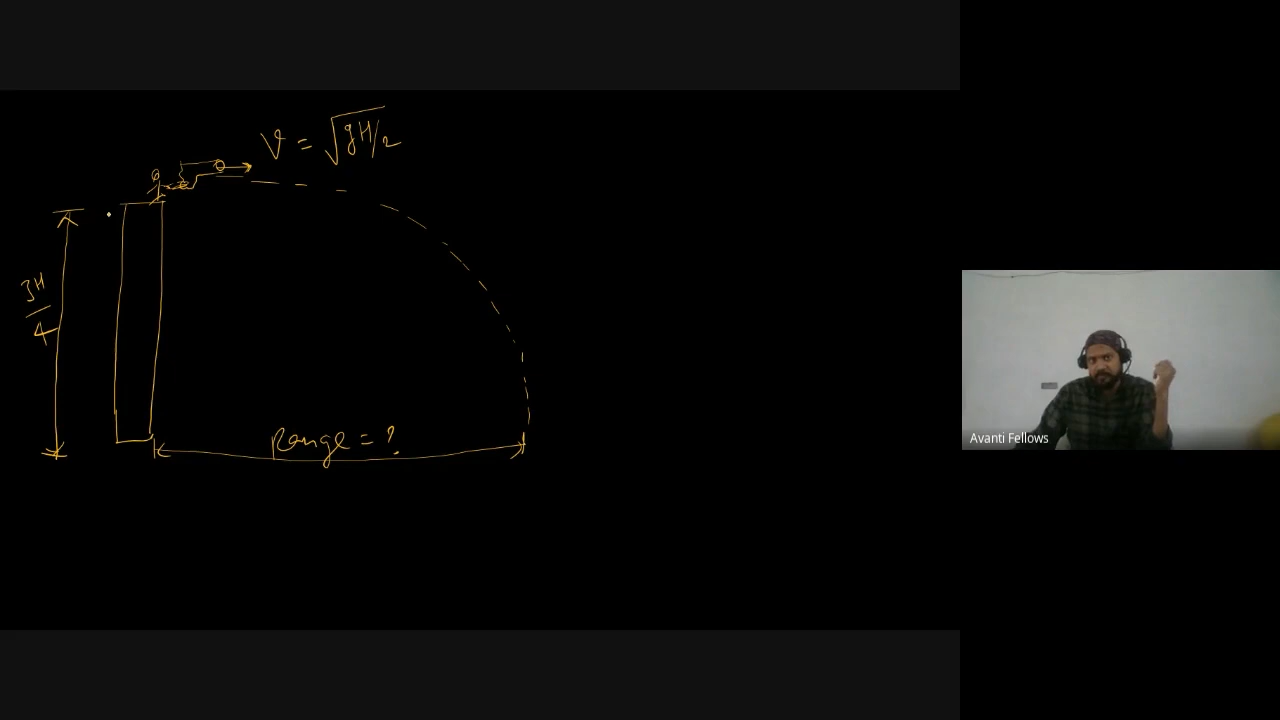 V = √gH/2
3H/4
Range = ?
Avanti Fellows